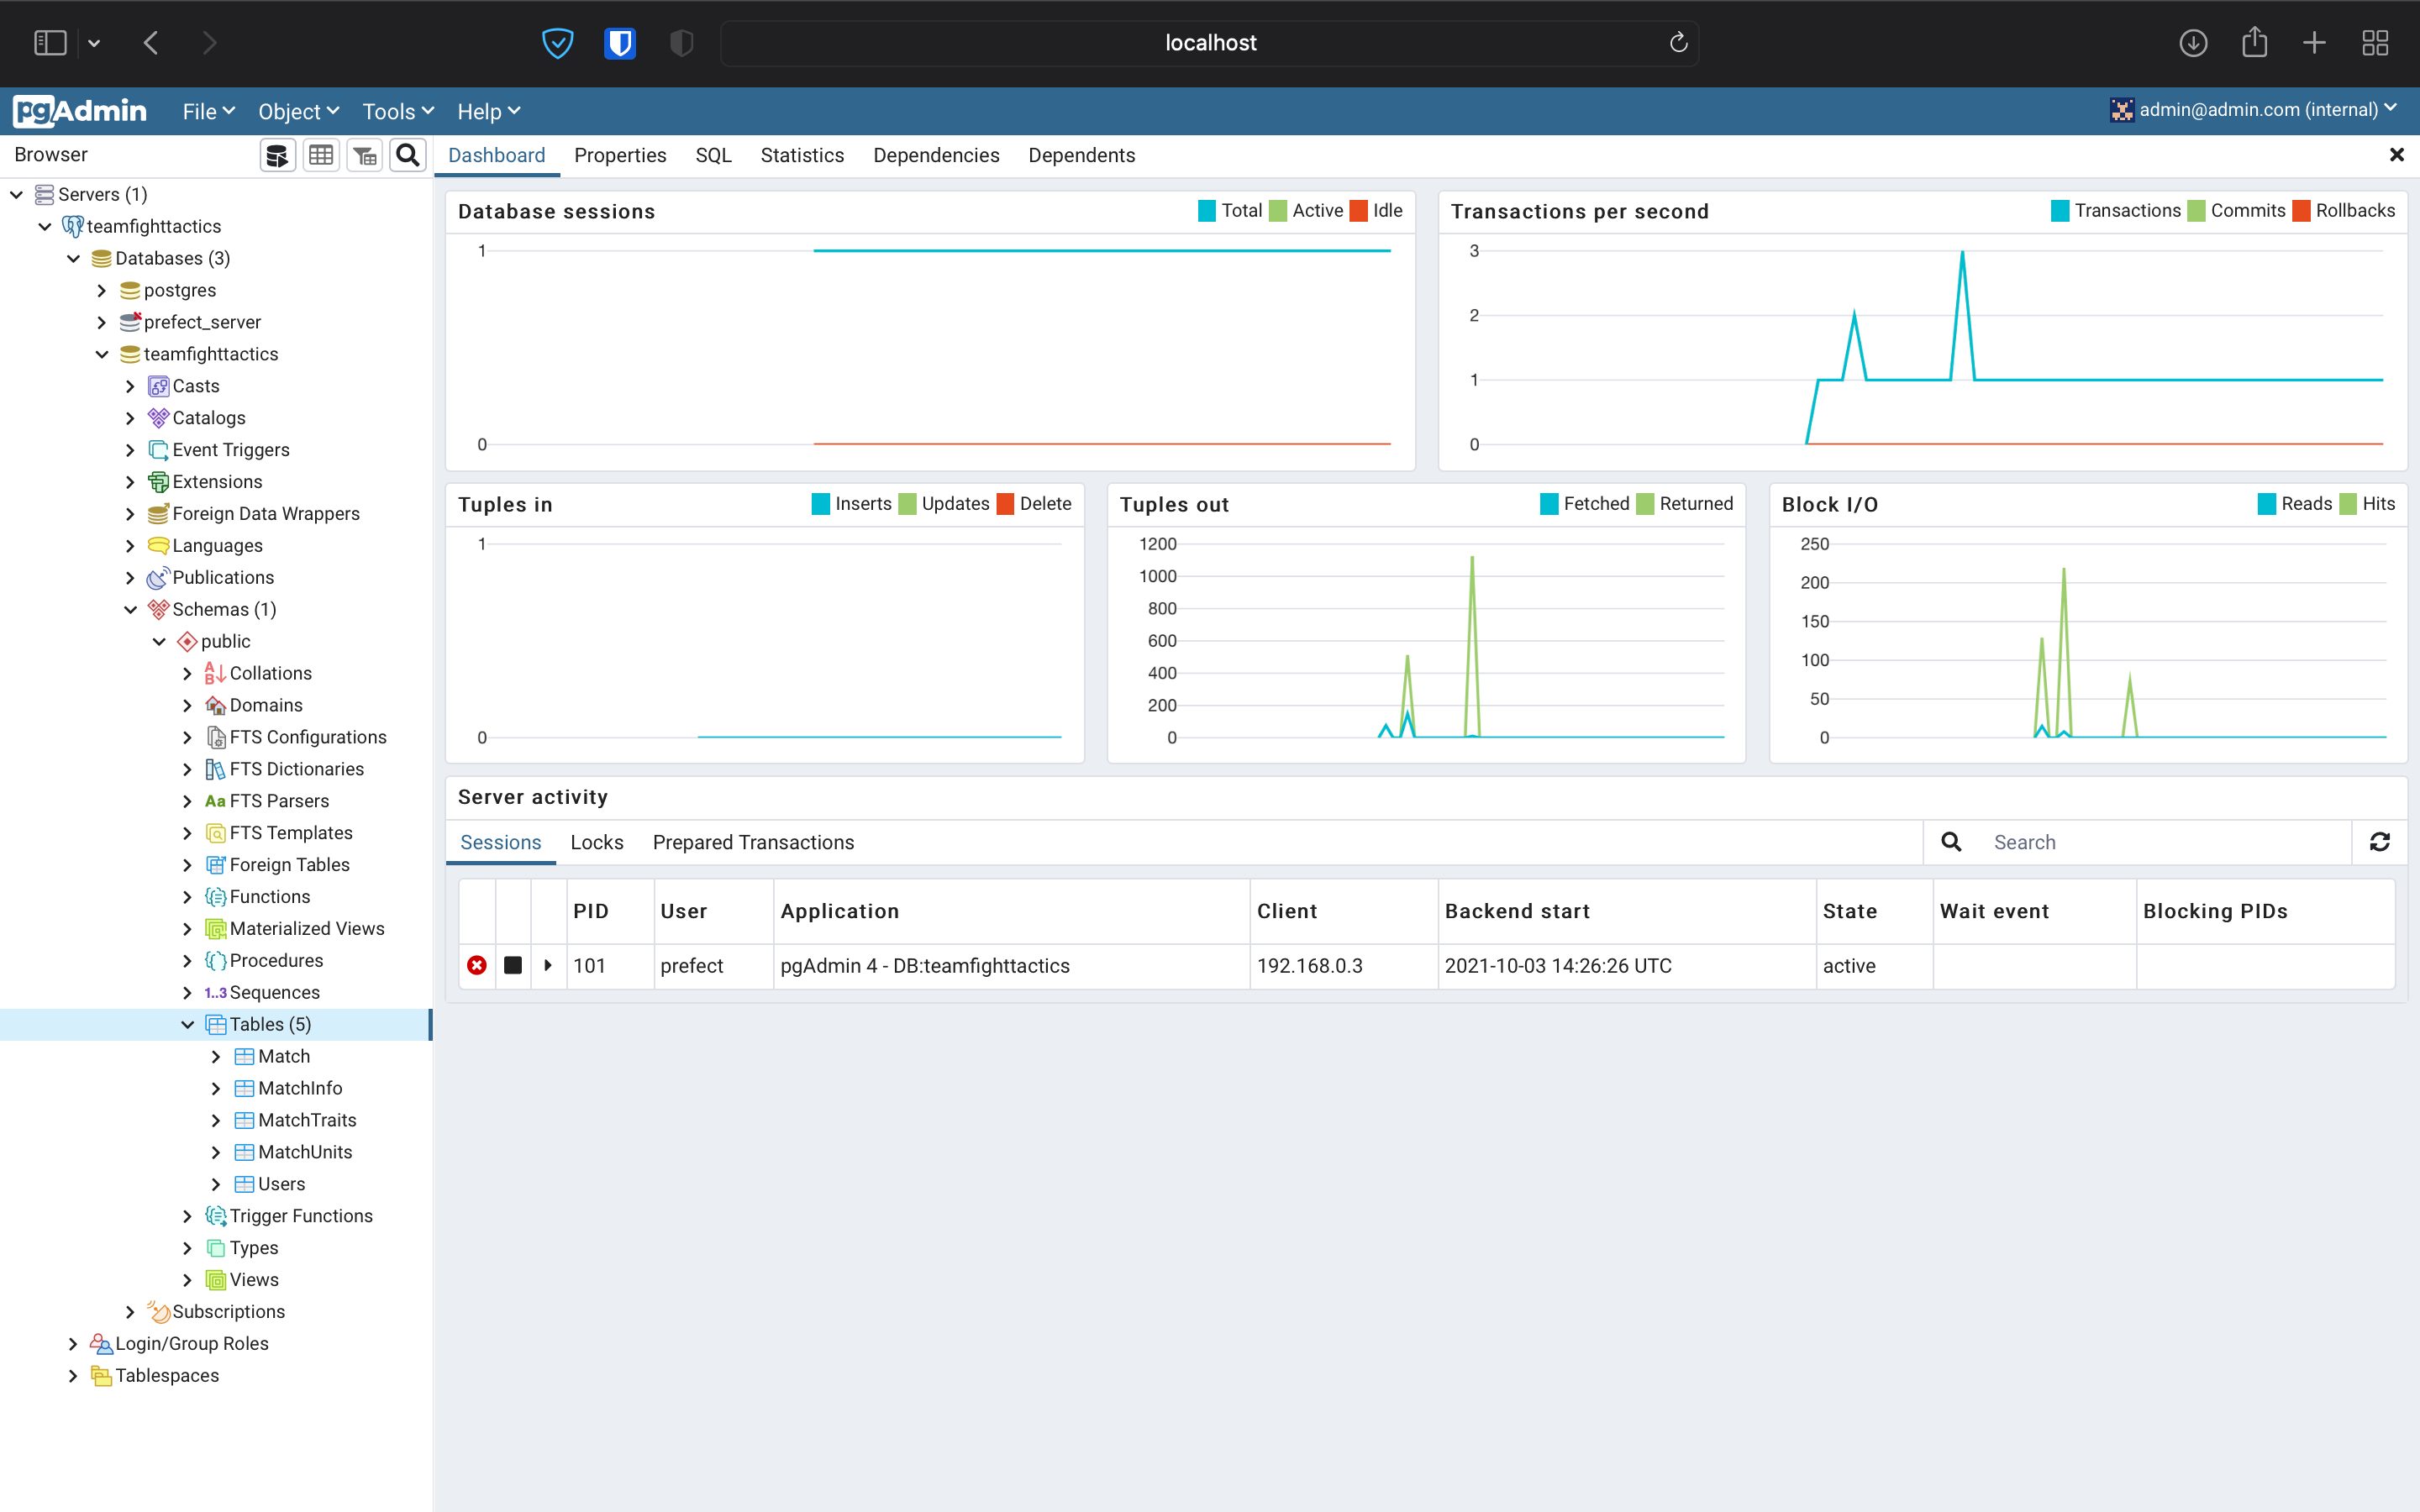 localhost
pgAdmin File Object Tools Help admin@admin.com (internal)
Browser
Dashboard Properties SQL Statistics Dependencies Dependents
Servers (1)
teamfighttactics
Databases (3)
postgres
prefect_server
teamfighttactics
Casts
Catalogs
Event Triggers
Extensions
Foreign Data Wrappers
Languages
Publications
Schemas (1)
public
Collations
Domains
FTS Configurations
FTS Dictionaries
Aa FTS Parsers
FTS Templates
Foreign Tables
Functions
Materialized Views
Procedures
1..3 Sequences
Tables (5)
Match
MatchInfo
MatchTraits
MatchUnits
Users
Trigger Functions
Types
Views
Subscriptions
Login/Group Roles
Tablespaces
Database sessions Total Active Idle
1
0
Transactions per second Transactions Commits Rollbacks
3
2
1
0
Tuples in Inserts Updates Delete
1
0
Tuples out Fetched Returned
1200
1000
800
600
400
200
0
Block I/O Reads Hits
250
200
150
100
50
0
Server activity
Sessions Locks Prepared Transactions Search
PID User Application Client Backend start State Wait event Blocking PIDs
101 prefect pgAdmin 4 - DB:teamfighttactics 192.168.0.3 2021-10-03 14:26:26 UTC active